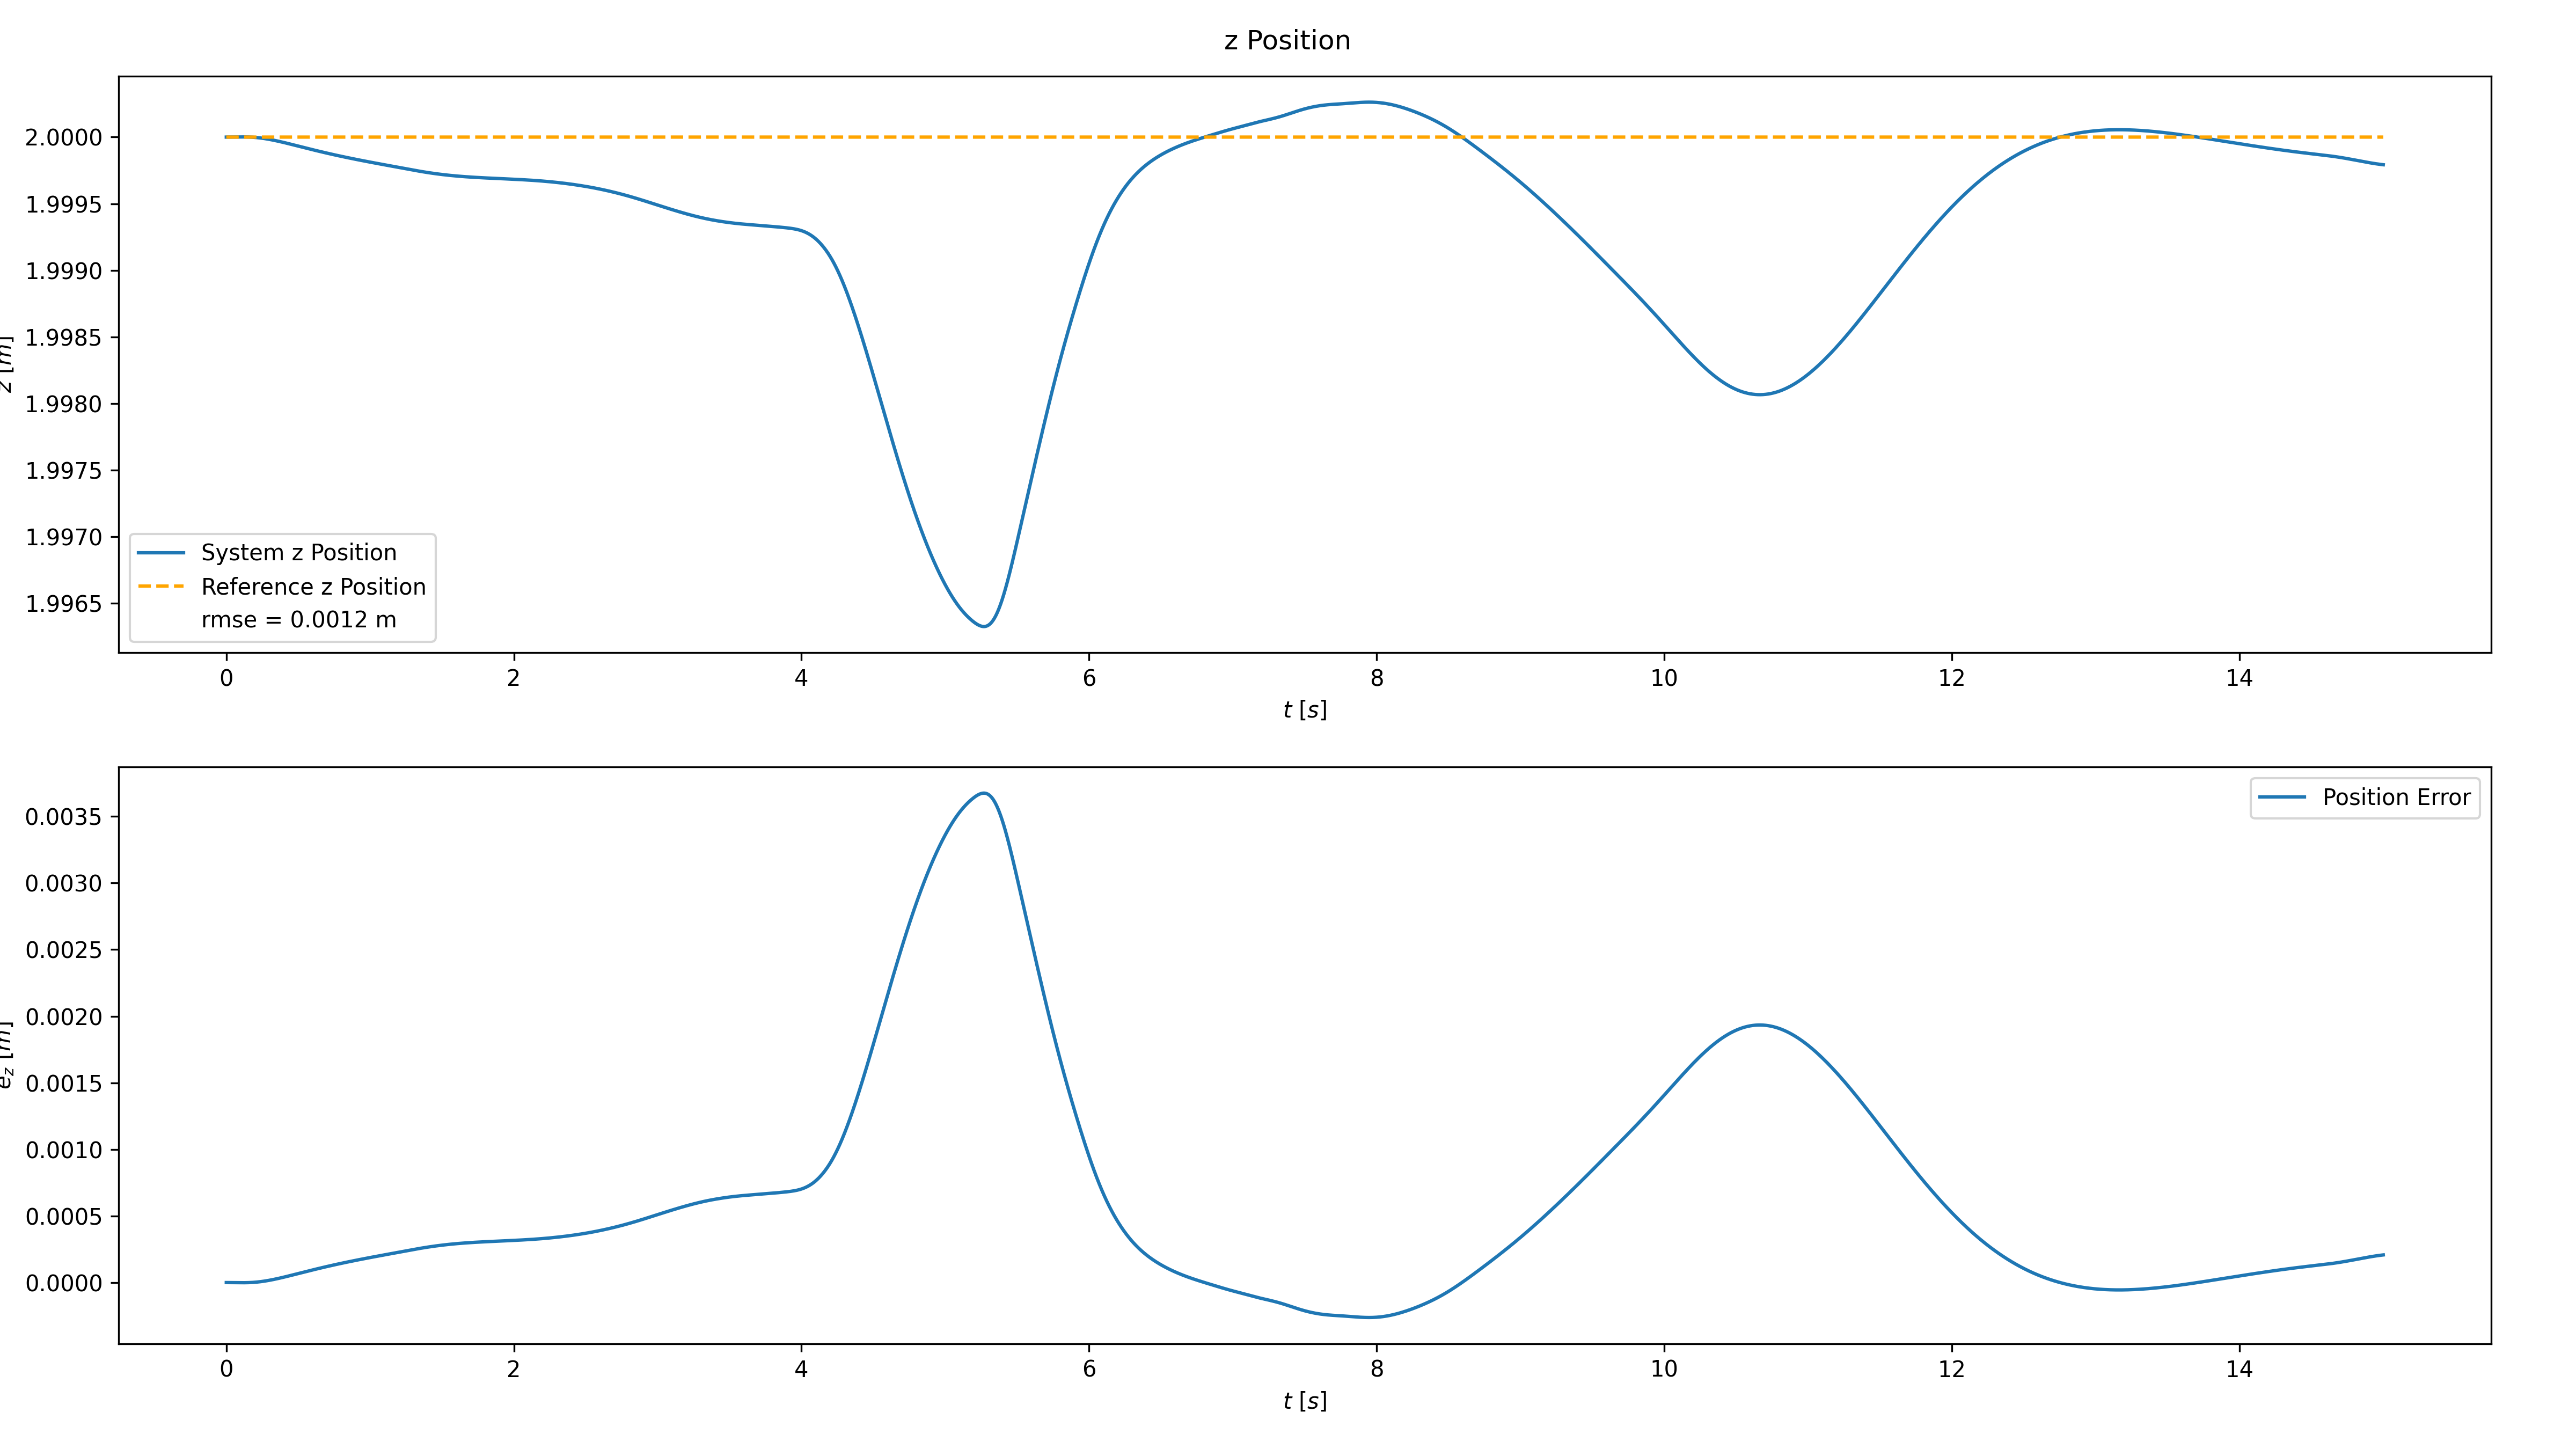 z Position
2.0000
1.9995
1.9990
1.9985
1.9980
1.9975
1.9970
1.9965
z [m]
System z Position
Reference z Position
rmse = 0.0012 m
0 2 4 6 8 10 12 14
t [s]
0.0035
0.0030
0.0025
0.0020
0.0015
0.0010
0.0005
0.0000
e_z [m]
Position Error
0 2 4 6 8 10 12 14
t [s]